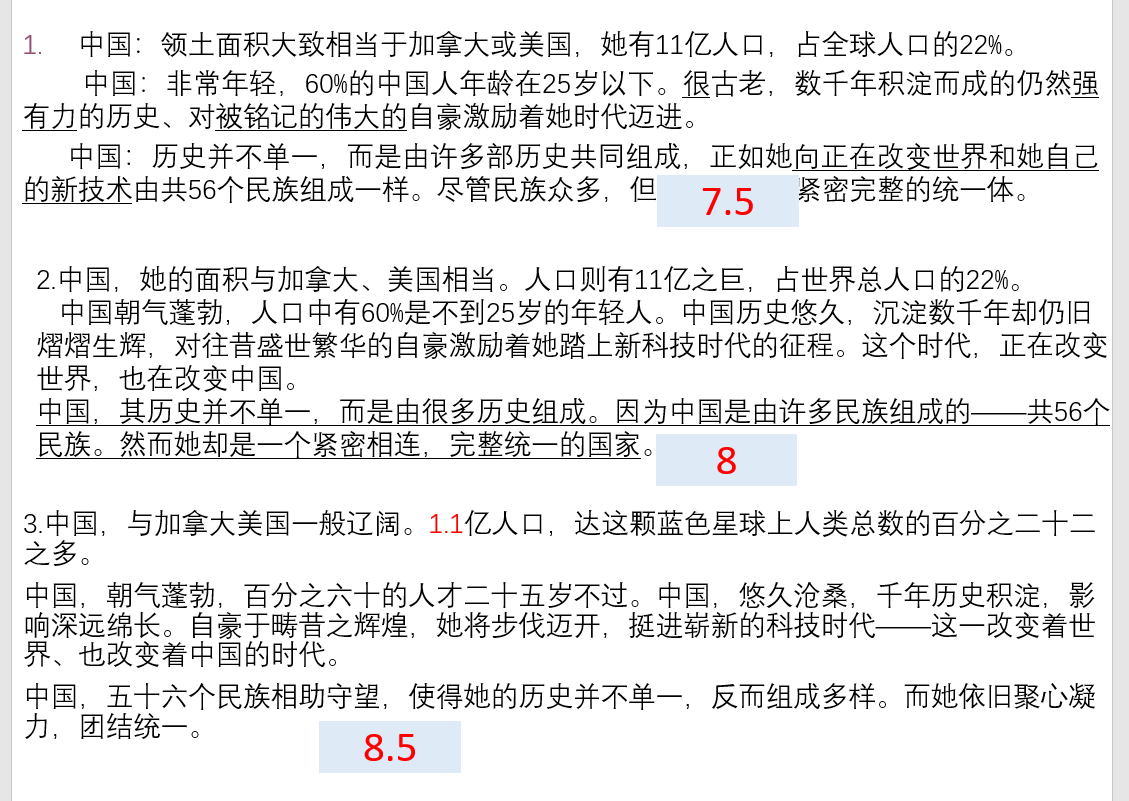 1. 中国：领土面积大致相当于加拿大或美国，她有11亿人口，占全球人口的22%。
中国：非常年轻，60%的中国人年龄在25岁以下。很古老，数千年积淀而成的仍然强
有力的历史、对被铭记的伟大的自豪激励着她时代迈进。
中国：历史并不单一，而是由许多部历史共同组成，正如她向正在改变世界和她自己
的新技术由共56个民族组成一样。尽管民族众多，但
7.5
紧密完整的统一体。
2.中国，她的面积与加拿大、美国相当。人口则有11亿之巨，占世界总人口的22%。
中国朝气蓬勃，人口中有60%是不到25岁的年轻人。中国历史悠久，沉淀数千年却仍旧
熠熠生辉，对往昔盛世繁华的自豪激励着她踏上新科技时代的征程。这个时代，正在改变
世界，也在改变中国。
中国，其历史并不单一，而是由很多历史组成。因为中国是由许多民族组成的——共56个
民族。然而她却是一个紧密相连，完整统一的国家。
8
3.中国，与加拿大美国一般辽阔。1.1亿人口，达这颗蓝色星球上人类总数的百分之二十二
之多。
中国，朝气蓬勃，百分之六十的人才二十五岁不过。中国，悠久沧桑，千年历史积淀，影
响深远绵长。自豪于畴昔之辉煌，她将步伐迈开，挺进崭新的科技时代——这一改变着世
界、也改变着中国的时代。
中国，五十六个民族相助守望，使得她的历史并不单一，反而组成多样。而她依旧聚心凝
力，团结统一。
8.5